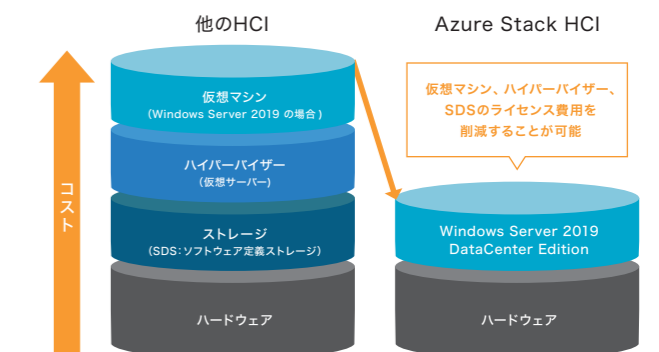 他のHCI
Azure Stack HCI
コスト
仮想マシン
(Windows Server 2019 の場合)
ハイパーバイザー
(仮想サーバー)
ストレージ
(SDS:ソフトウェア定義ストレージ)
ハードウェア
仮想マシン、ハイパーバイザー、
SDSのライセンス費用を
削減することが可能
Windows Server 2019
DataCenter Edition
ハードウェア